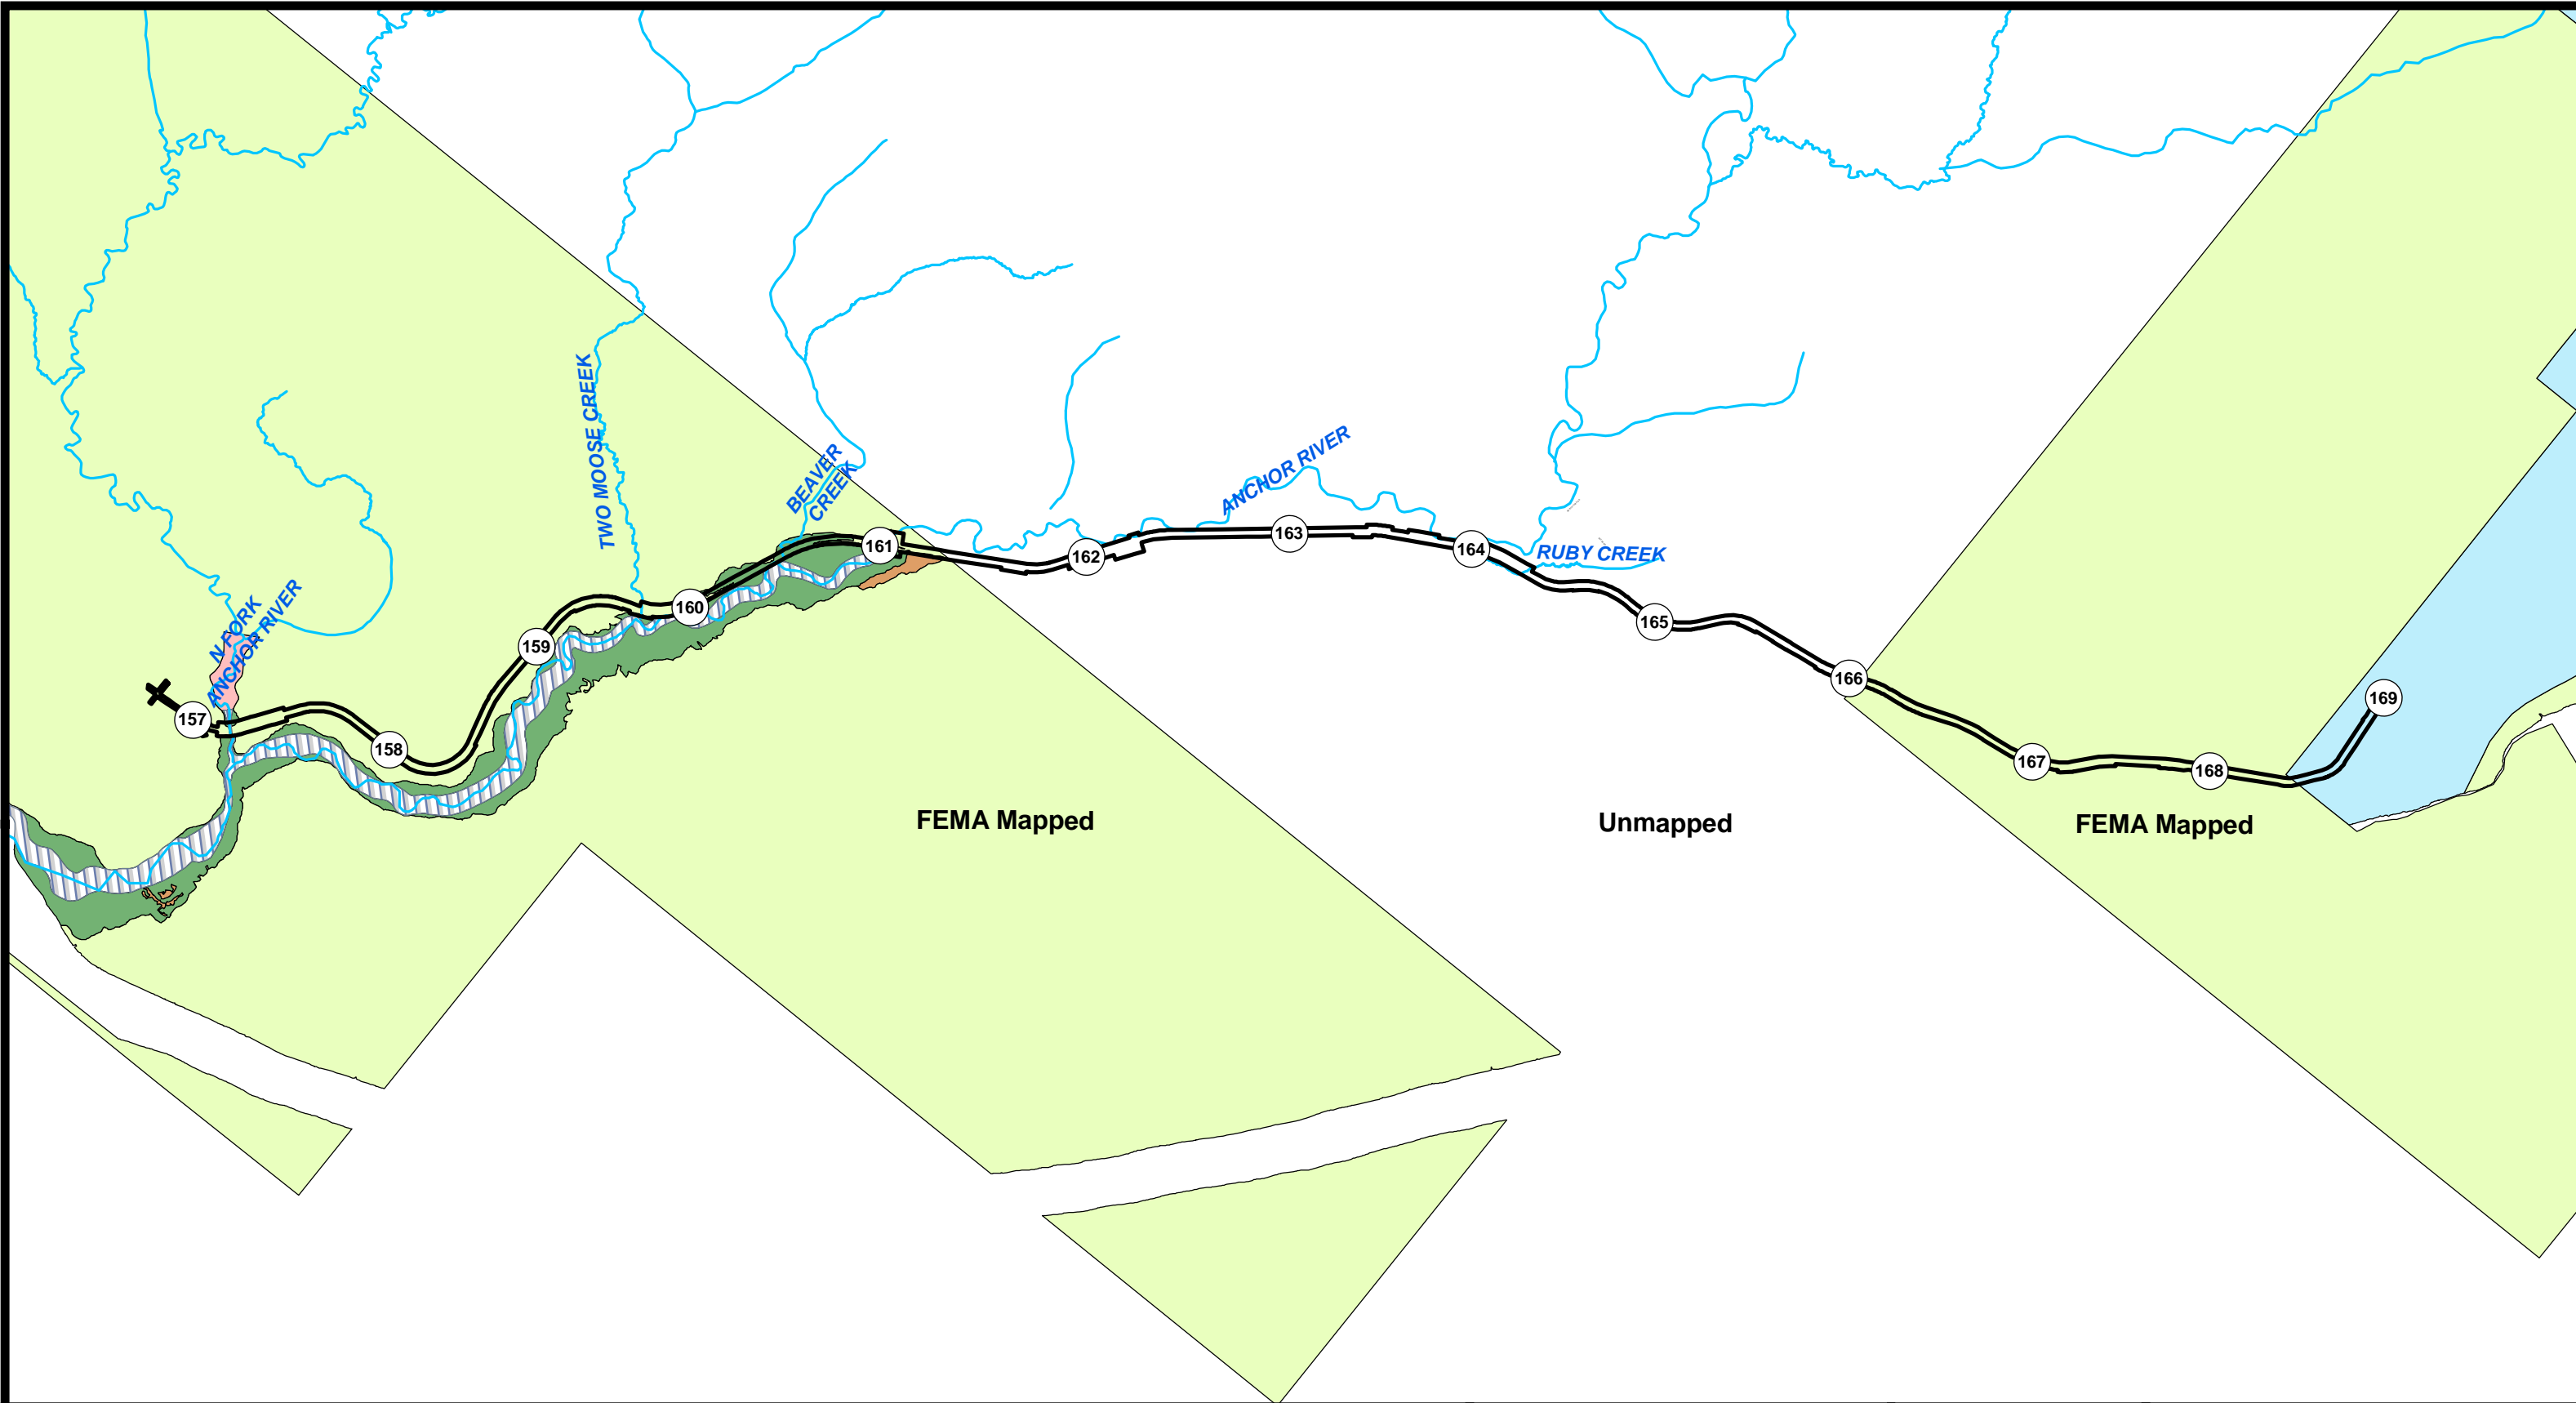 TWO MOOSE CREEK
BEAVER
CREEK
ANCHOR RIVER
RUBY CREEK
N FORK
ANCHOR RIVER
157
158
159
160
161
162
163
164
165
166
167
168
169
FEMA Mapped
Unmapped
FEMA Mapped